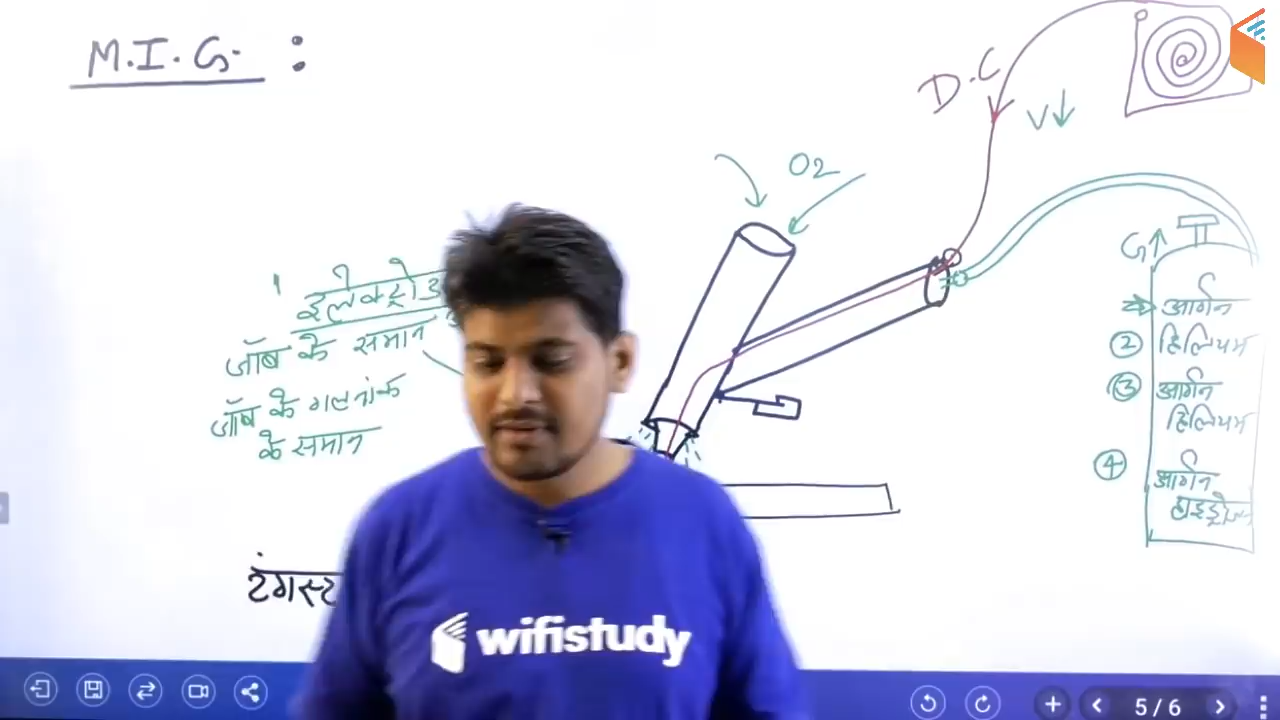 M.I.G. :
D.C
V↓
O2
G↑
इलेक्ट्रोड
जॉब के समान
जॉब के गलनांक
के समान
आर्गन
② हिलियम
③ आर्गन
हिलियम
④ आर्गन
हाइड्रोजन
wifistudy
5 / 6